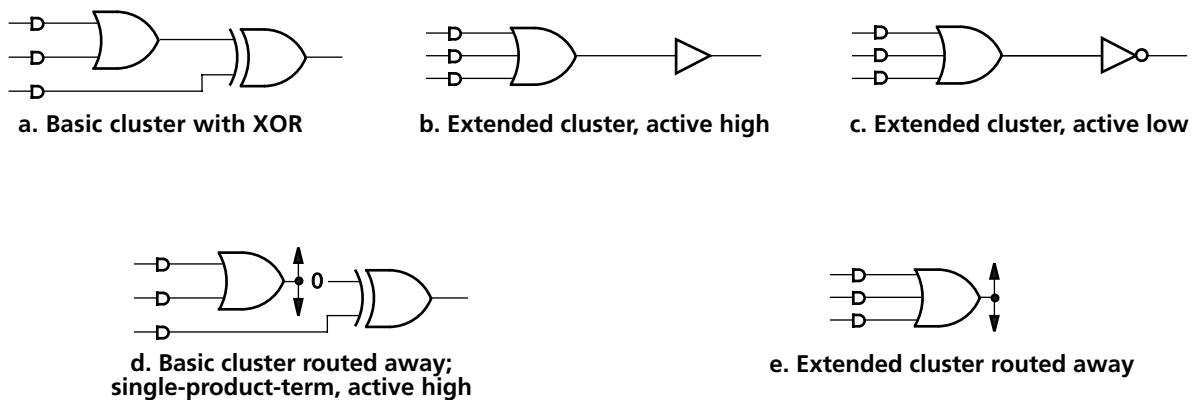 a. Basic cluster with XOR
b. Extended cluster, active high
c. Extended cluster, active low
0
d. Basic cluster routed away;
single-product-term, active high
e. Extended cluster routed away